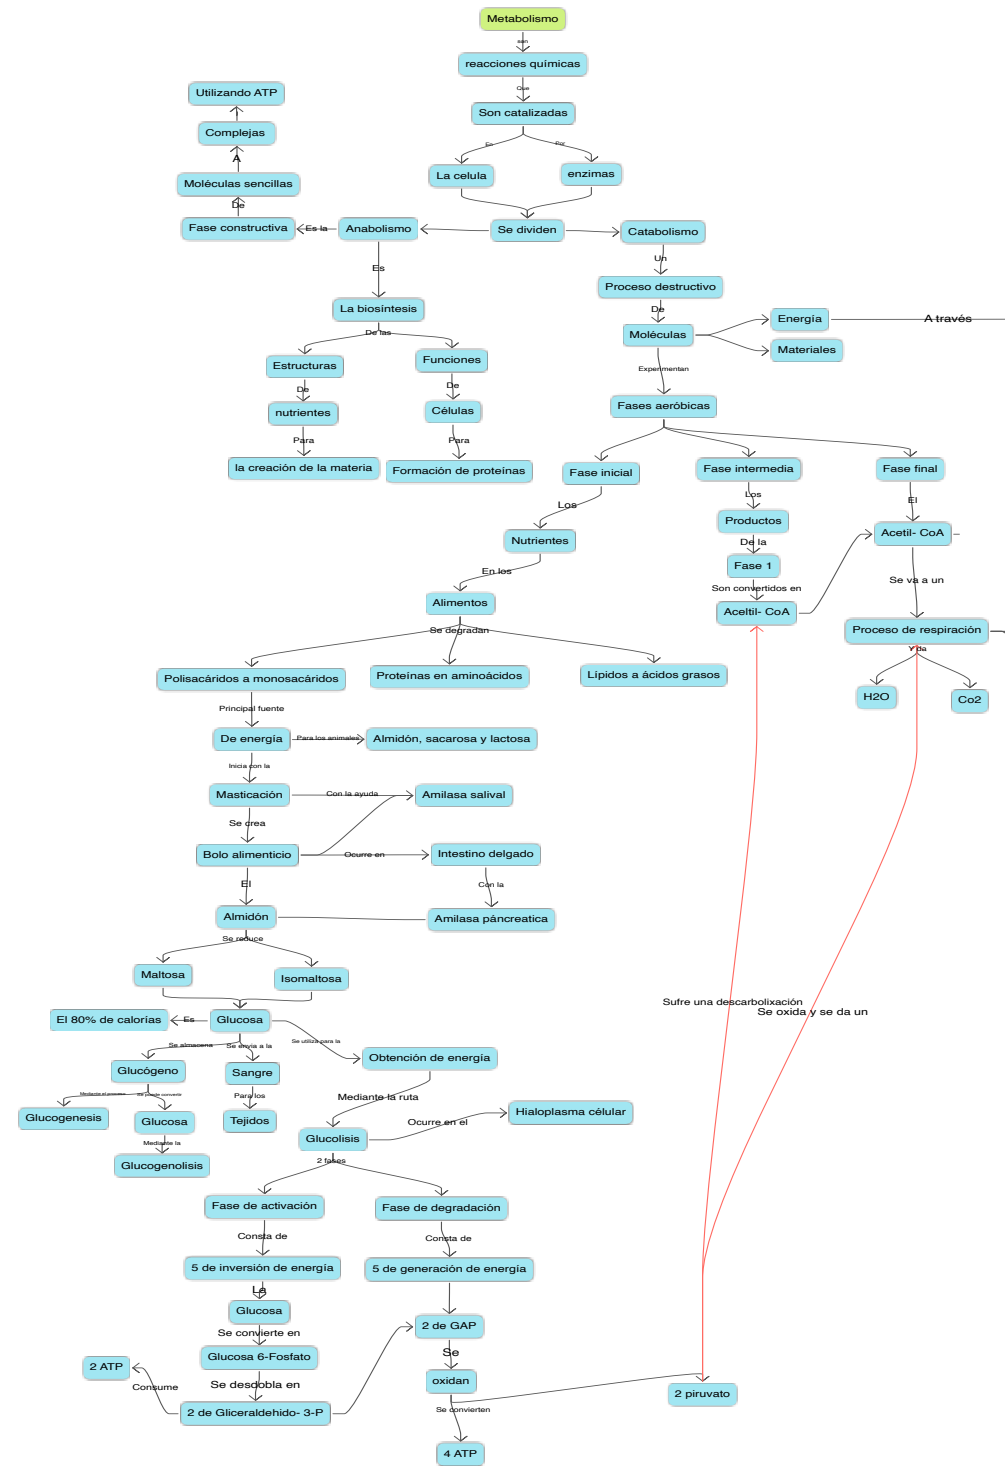 Metabolismo
son
reacciones químicas
Que
Son catalizadas
En
Por
La celula
enzimas
Se dividen
Anabolismo
Es la
Fase constructiva
De
Moléculas sencillas
A
Complejas
Utilizando ATP
Es
La biosíntesis
De las
Estructuras
De
nutrientes
Para
la creación de la materia
Funciones
De
Células
Para
Formación de proteínas
Catabolismo
Un
Proceso destructivo
De
Moléculas
Energía
A través
Materiales
Experimentan
Fases aeróbicas
Fase inicial
Los
Nutrientes
En los
Alimentos
Se degradan
Fase intermedia
Los
Productos
De la
Fase 1
Son convertidos en
Aceltil- CoA
Fase final
El
Acetil- CoA
Se va a un
Proceso de respiración
Y da
H2O
Co2
Polisacáridos a monosacáridos
Proteínas en aminoácidos
Lípidos a ácidos grasos
Principal fuente
De energía
Para los animales
Almidón, sacarosa y lactosa
Inicia con la
Masticación
Con la ayuda
Amilasa salival
Se crea
Bolo alimenticio
Ocurre en
Intestino delgado
Con la
Amilasa páncreatica
El
Almidón
Se reduce
Maltosa
Isomaltosa
Glucosa
Es
El 80% de calorías
Se almacena
Se envia a la
Se utiliza para la
Glucógeno
Sangre
Obtención de energía
Mediante el proceso
Se puede convertir
Para los
Glucogenesis
Glucosa
Tejidos
Mediante la
Glucogenolisis
Mediante la ruta
Glucolisis
Ocurre en el
Hialoplasma célular
2 fases
Fase de activación
Fase de degradación
Consta de
Consta de
5 de inversión de energía
5 de generación de energía
La
Glucosa
Se convierte en
Glucosa 6-Fosfato
Se desdobla en
2 de Gliceraldehido- 3-P
Consume
2 ATP
2 de GAP
Se
oxidan
Se convierten
4 ATP
2 piruvato
Sufre una descarbolixación
Se oxida y se da un